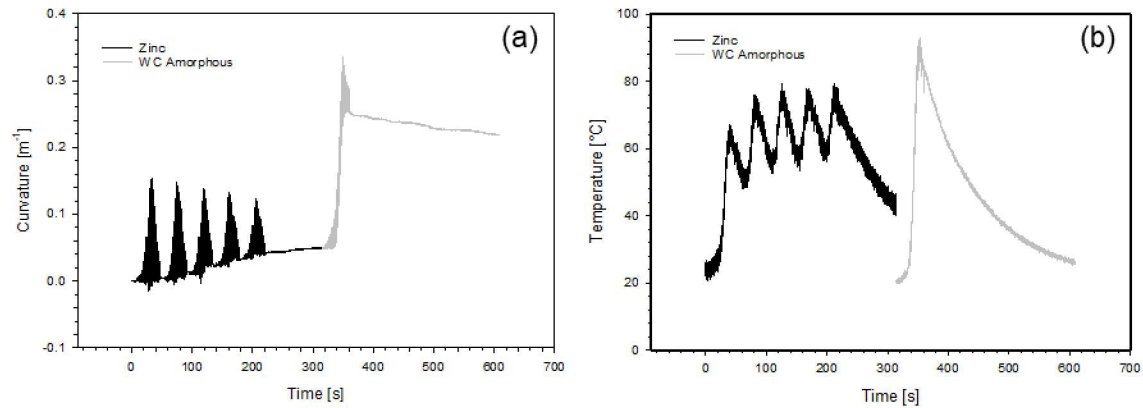 (a)
Zinc
WC Amorphous
Curvature [m⁻¹]
0.4
0.3
0.2
0.1
0.0
-0.1
0 100 200 300 400 500 600 700
Time [s]
(b)
Zinc
WC Amorphous
Temperature [°C]
100
80
60
40
20
0
0 100 200 300 400 500 600 700
Time [s]